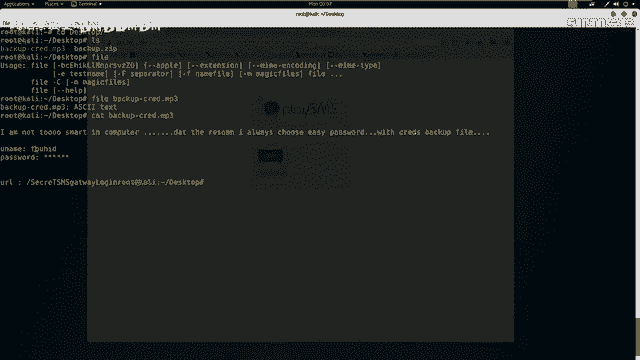 Applications Places Terminal Mon 02:07
root@kali: ~/Desktop
root@kali:~# cd Desktop/
root@kali:~/Desktop# ls
backup-cred.mp3 backup.zip
root@kali:~/Desktop# file
Usage: file [--apple] [--extension] [--mime-encoding] [--mime-type]
[-e testname] [-F separator] [-f namefile] [-m magicfiles] file ...
file -C [-m magicfiles]
file [--help]
root@kali:~/Desktop# file backup-cred.mp3
backup-cred.mp3: ASCII text
root@kali:~/Desktop# cat backup-cred.mp3
I am not toooo smart in computer .......dat the resoan i always choose easy password...with creds backup file....
uname: touhid
password: ******
url : /SecreTSMSgatwayLoginroot@kali:~/Desktop#
playSMS